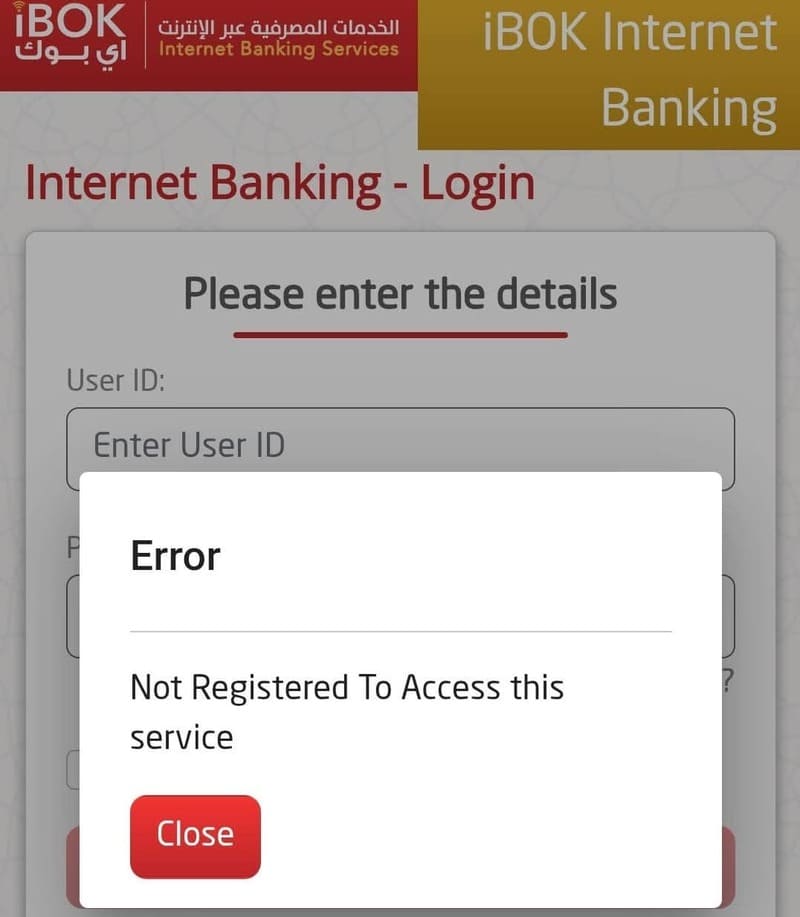 iBOK
اي بوك
الخدمات المصرفية عبر الإنترنت
Internet Banking Services
iBOK Internet
Banking
Internet Banking - Login
Please enter the details
User ID:
Enter User ID
P
Error
Not Registered To Access this
service
?
Close